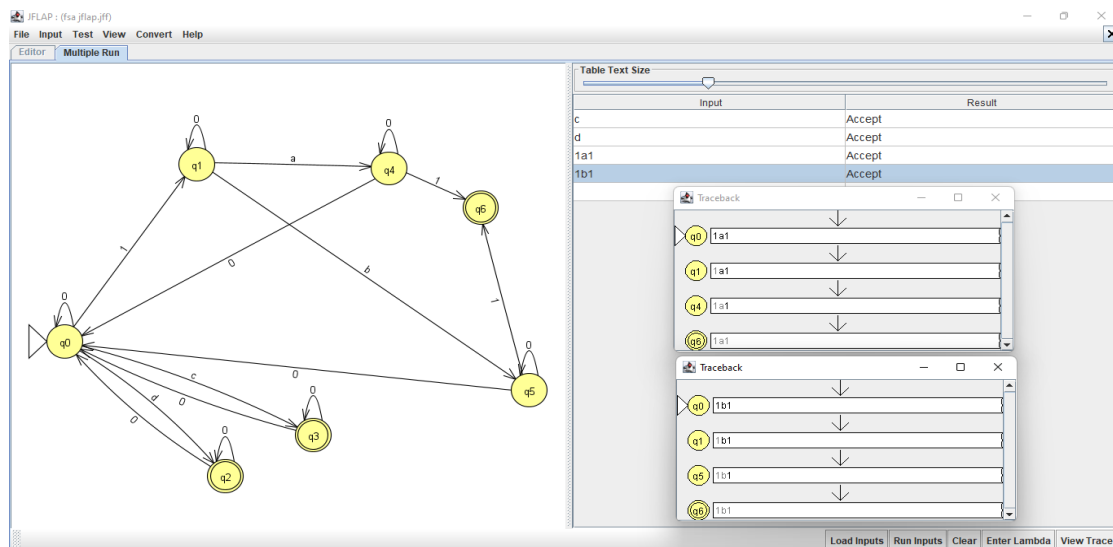 JFLAP : (fsa jflap.jff)
File Input Test View Convert Help
Editor Multiple Run
Table Text Size
Input Result
c Accept
d Accept
1a1 Accept
1b1 Accept
0
q1
a
0
q4
1
q6
1
0
b
1
0
q0
c
0
d
0
0
q3
0
q2
0
0
q5
Traceback
q0 1a1
q1 1a1
q4 1a1
q6 1a1
Traceback
q0 1b1
q1 1b1
q5 1b1
q6 1b1
Load Inputs Run Inputs Clear Enter Lambda View Trace